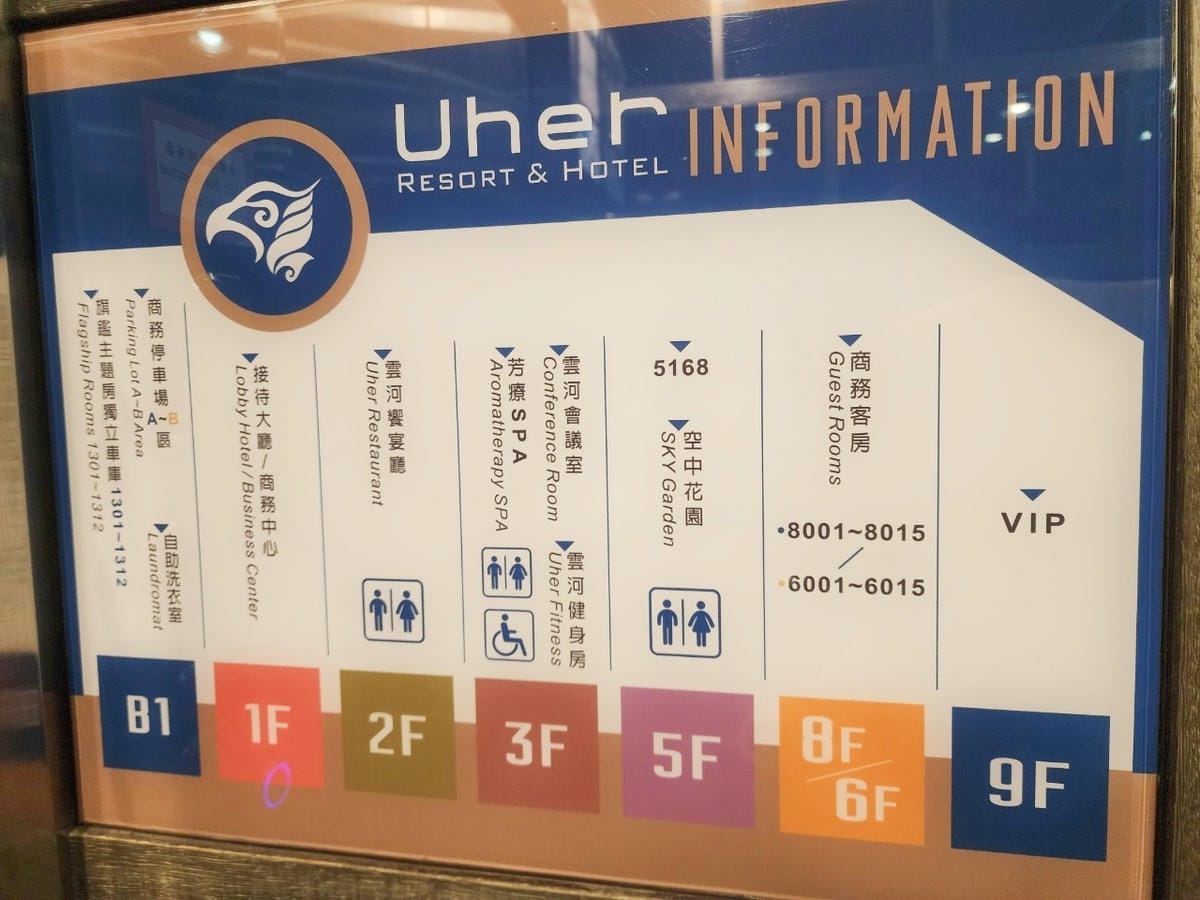 Uher
RESORT & HOTEL
INFORMATION
旗鑑主題房獨立車庫1301~1312
Flagship Rooms 1301~1312
商務停車場A~B區
Parking Lot A~B Area
自助洗衣室
Laundromat
B1
接待大廳/商務中心
Lobby Hotel / Business Center
1F
雲河饗宴廳
Uher Restaurant
2F
芳療SPA
Aromatherapy SPA
雲河會議室
Conference Room
雲河健身房
Uher Fitness
3F
5168
空中花園
SKY Garden
5F
商務客房
Guest Rooms
•8001~8015
/
•6001~6015
8F
6F
VIP
9F